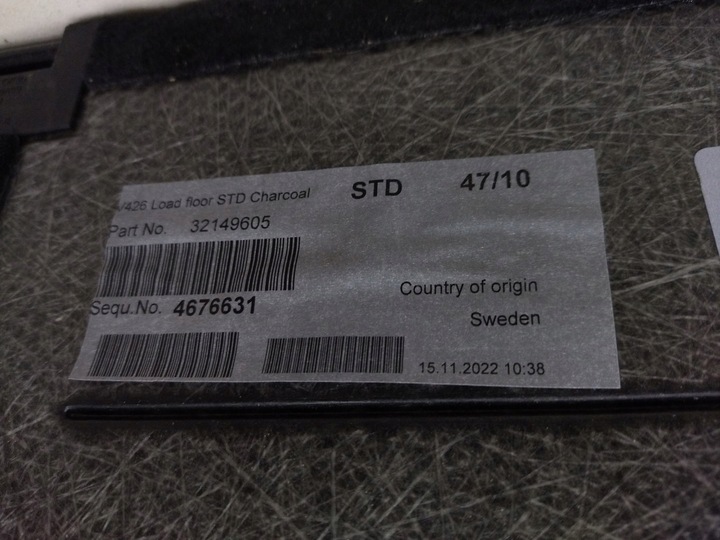 /426 Load floor STD Charcoal
STD
47/10
Part No. 32149605
Sequ.No. 4676631
Country of origin
Sweden
15.11.2022 10:38